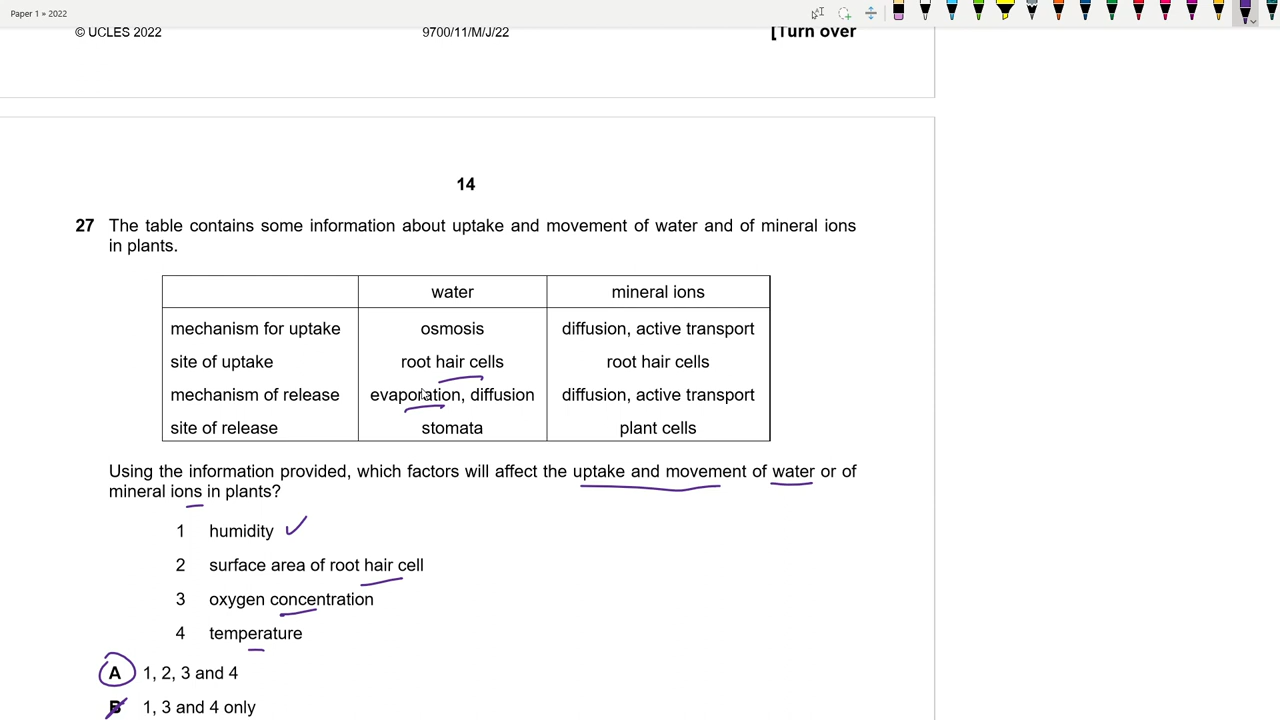 Paper 1 » 2022
© UCLES 2022 9700/11/M/J/22 [Turn over
14
27 The table contains some information about uptake and movement of water and of mineral ions
in plants.
water mineral ions
mechanism for uptake osmosis diffusion, active transport
site of uptake root hair cells root hair cells
mechanism of release evaporation, diffusion diffusion, active transport
site of release stomata plant cells
Using the information provided, which factors will affect the uptake and movement of water or of
mineral ions in plants?
1 humidity
2 surface area of root hair cell
3 oxygen concentration
4 temperature
A 1, 2, 3 and 4
B 1, 3 and 4 only